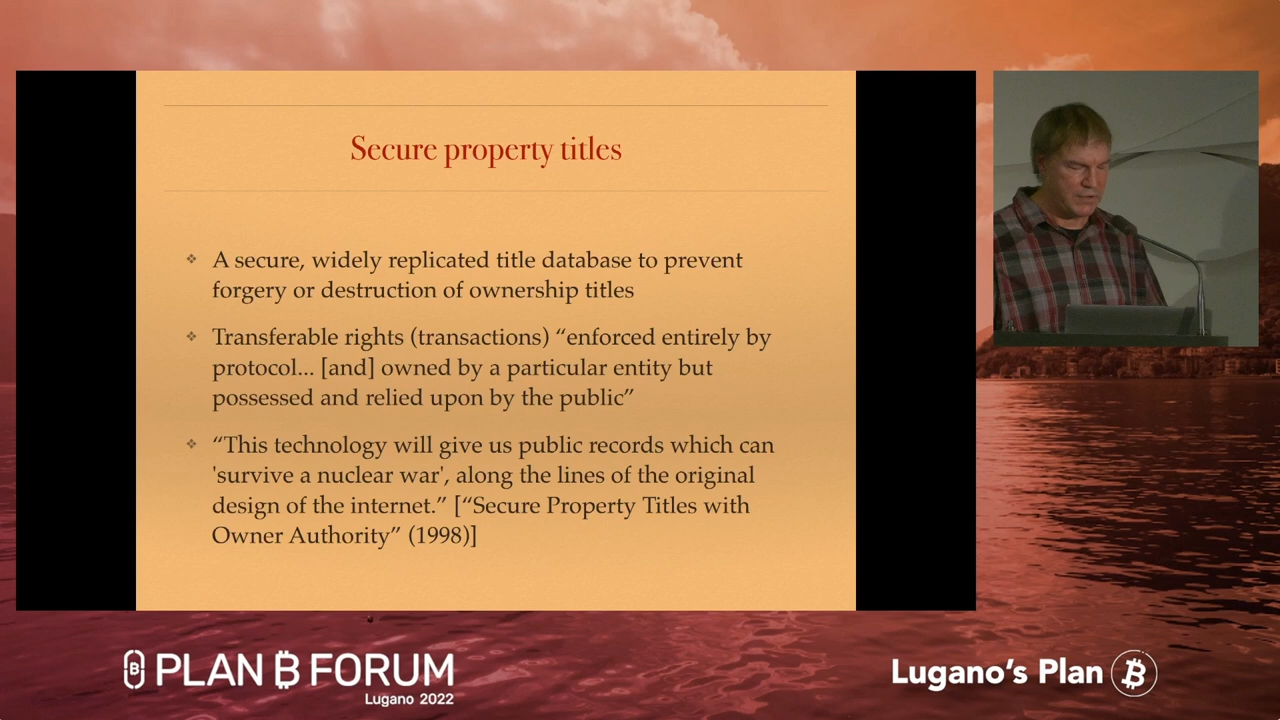 Secure property titles
❖ A secure, widely replicated title database to prevent
forgery or destruction of ownership titles
❖ Transferable rights (transactions) “enforced entirely by
protocol... [and] owned by a particular entity but
possessed and relied upon by the public”
❖ “This technology will give us public records which can
'survive a nuclear war', along the lines of the original
design of the internet.” [“Secure Property Titles with
Owner Authority” (1998)]
PLAN ₿ FORUM
Lugano 2022
Lugano’s Plan ₿